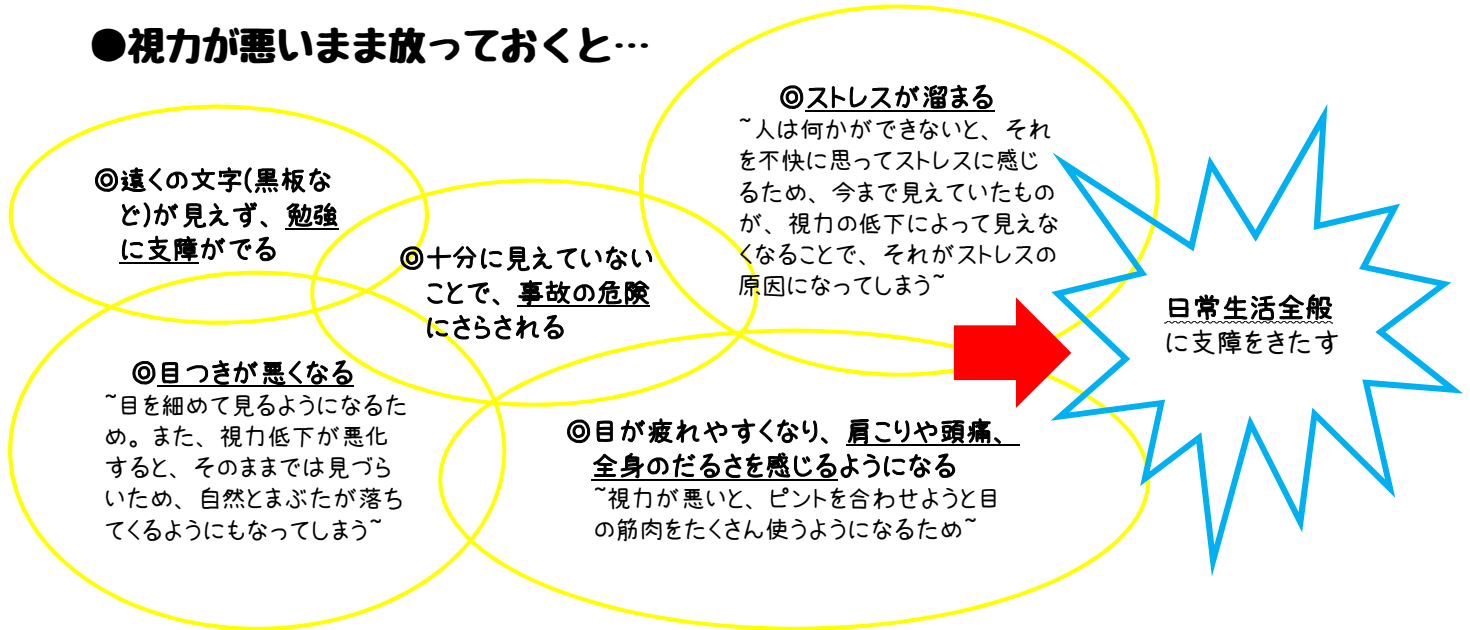 ●視力が悪いまま放っておくと…
◎遠くの文字(黒板な
ど)が見えず、勉強
に支障がでる
◎十分に見えていない
ことで、事故の危険
にさらされる
◎ストレスが溜まる
~人は何かができないと、それ
を不快に思ってストレスに感じ
るため、今まで見えていたもの
が、視力の低下によって見えな
くなることで、それがストレスの
原因になってしまう~
◎目つきが悪くなる
~目を細めて見るようになるた
め。また、視力低下が悪化
すると、そのままでは見づら
いため、自然とまぶたが落ち
てくるようにもなってしまう~
◎目が疲れやすくなり、肩こりや頭痛、
全身のだるさを感じるようになる
~視力が悪いと、ピントを合わせようと目
の筋肉をたくさん使うようになるため~
日常生活全般
に支障をきたす